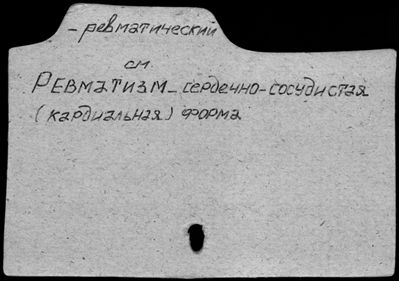 - ревматический
см.
Ревматизм - сердечно-сосудистая
(кардиальная) форма